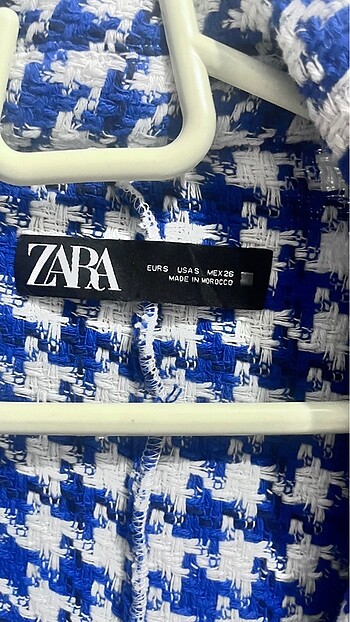 ZARA
EUR S USA S MEX 26
MADE IN MOROCCO